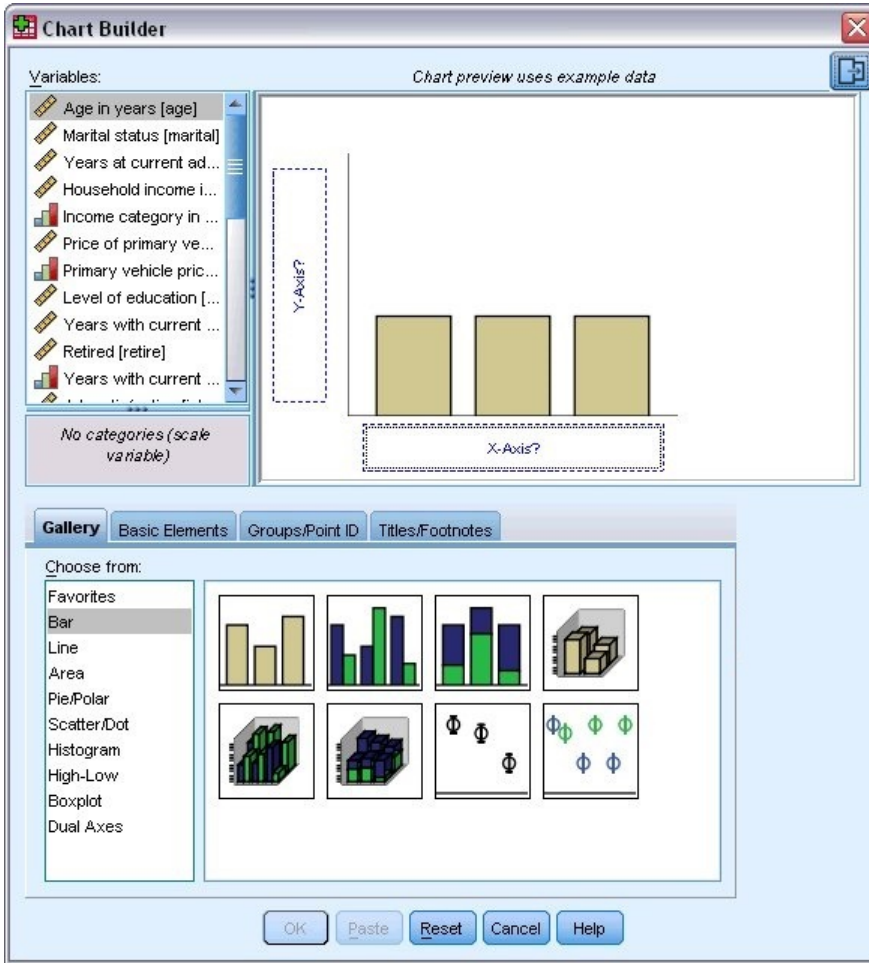 Chart Builder
Variables:
Chart preview uses example data
Age in years [age]
Marital status [marital]
Years at current ad...
Household income i...
Income category in ...
Price of primary ve...
Primary vehicle pric...
Level of education [...
Years with current ...
Retired [retire]
Years with current ...
No categories (scale
variable)
Y-Axis?
X-Axis?
Gallery
Basic Elements
Groups/Point ID
Titles/Footnotes
Choose from:
Favorites
Bar
Line
Area
Pie/Polar
Scatter/Dot
Histogram
High-Low
Boxplot
Dual Axes
OK
Paste
Reset
Cancel
Help